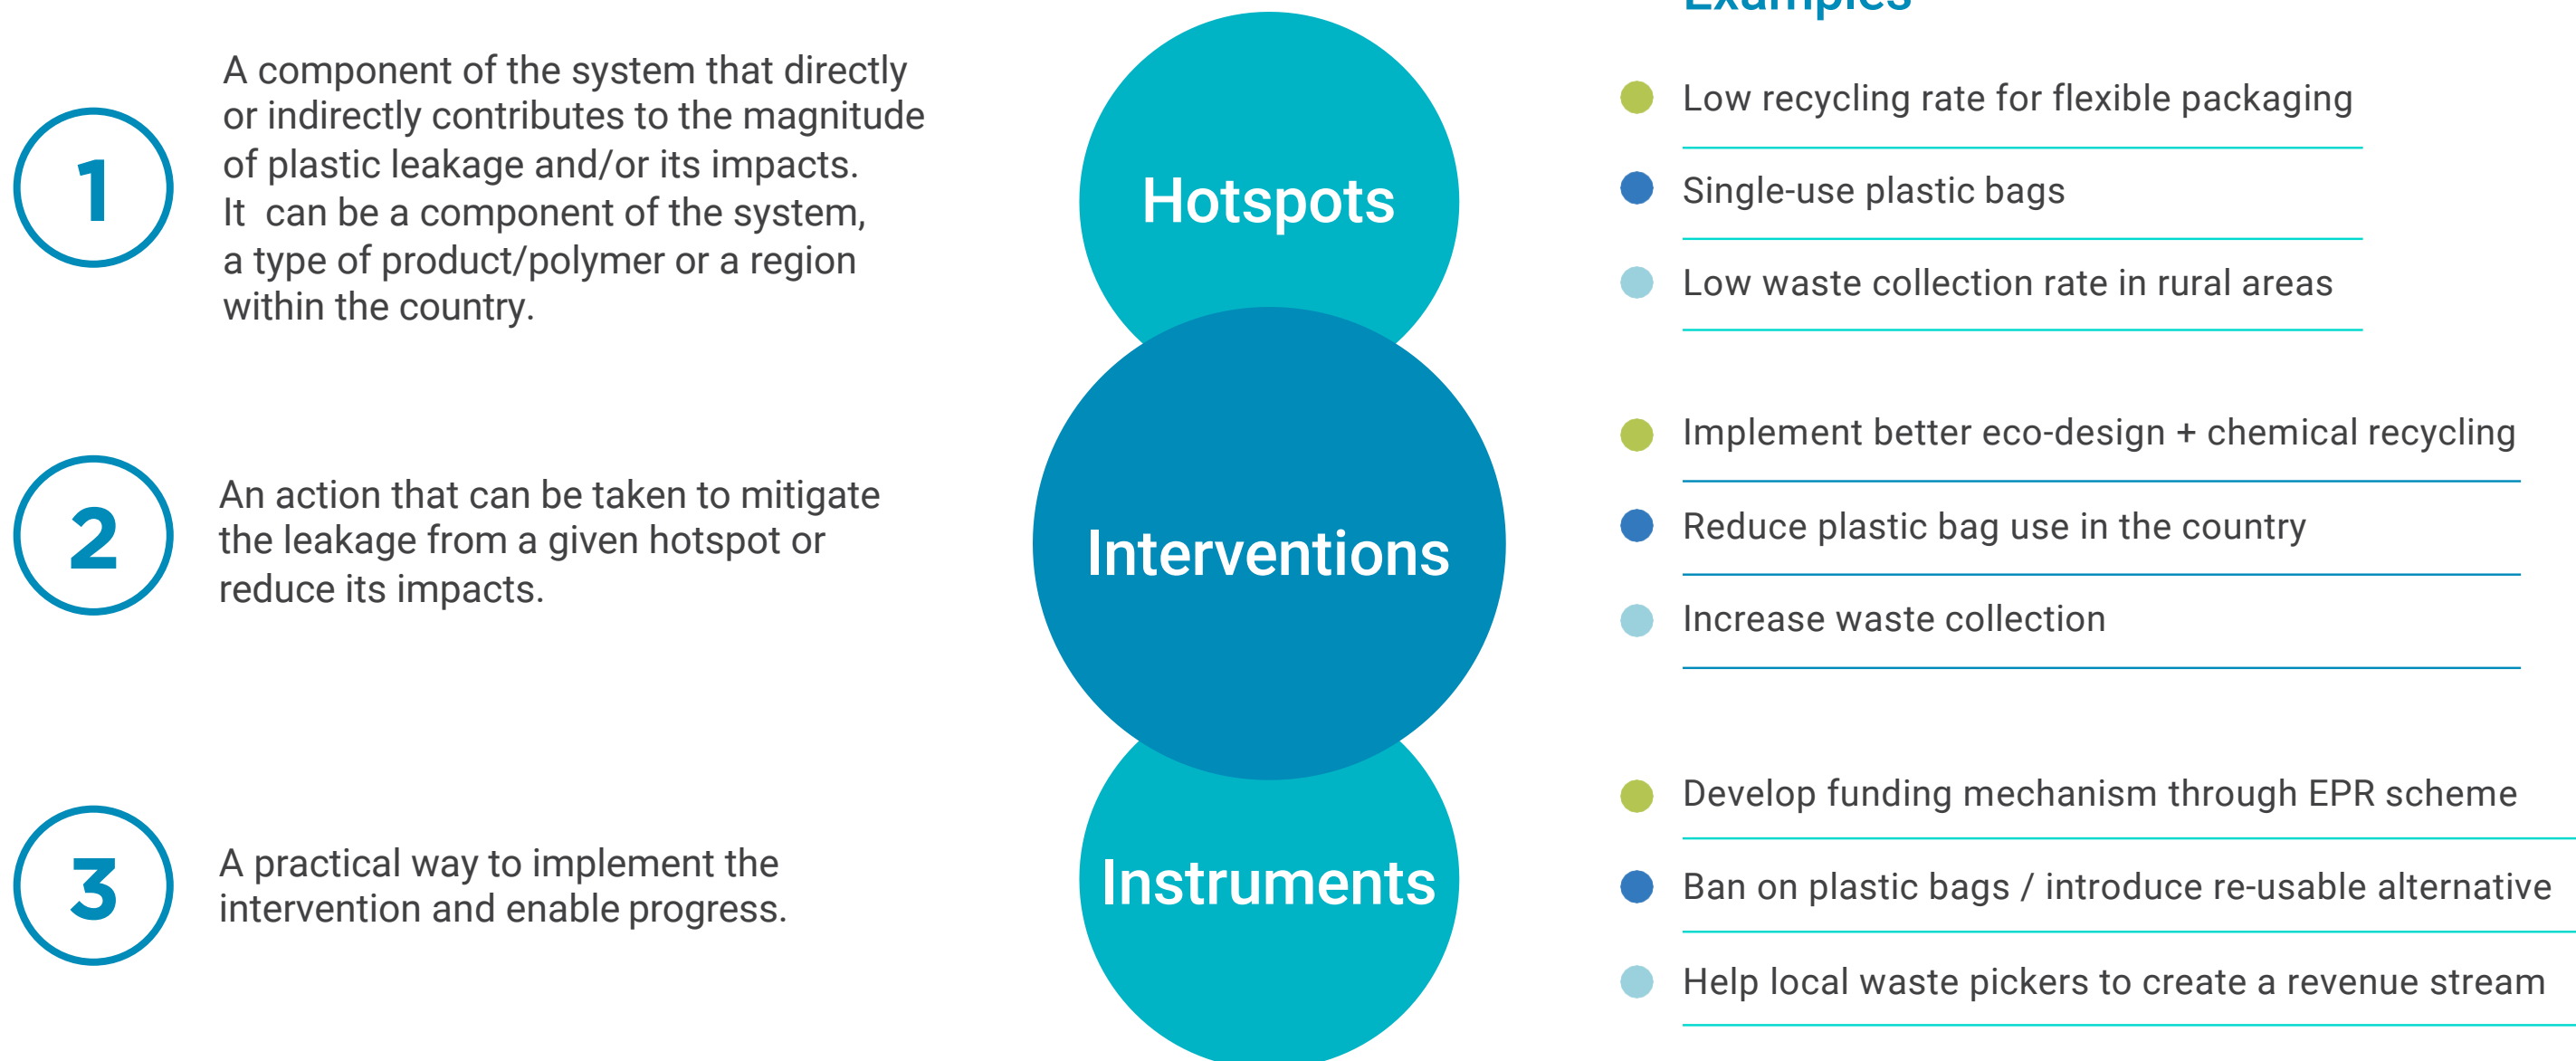 Examples
1
A component of the system that directly
or indirectly contributes to the magnitude
of plastic leakage and/or its impacts.
It can be a component of the system,
a type of product/polymer or a region
within the country.
Hotspots
Low recycling rate for flexible packaging
Single-use plastic bags
Low waste collection rate in rural areas
2
An action that can be taken to mitigate
the leakage from a given hotspot or
reduce its impacts.
Interventions
Implement better eco-design + chemical recycling
Reduce plastic bag use in the country
Increase waste collection
3
A practical way to implement the
intervention and enable progress.
Instruments
Develop funding mechanism through EPR scheme
Ban on plastic bags / introduce re-usable alternative
Help local waste pickers to create a revenue stream